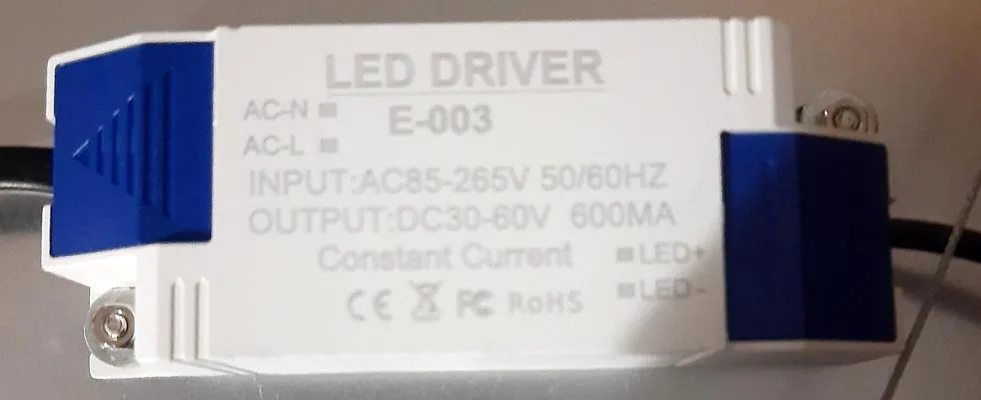 LED DRIVER
AC-N
E-003
AC-L
INPUT:AC85-265V 50/60HZ
OUTPUT:DC30-60V 600MA
Constant Current
LED+
LED-
CE FC RoHS